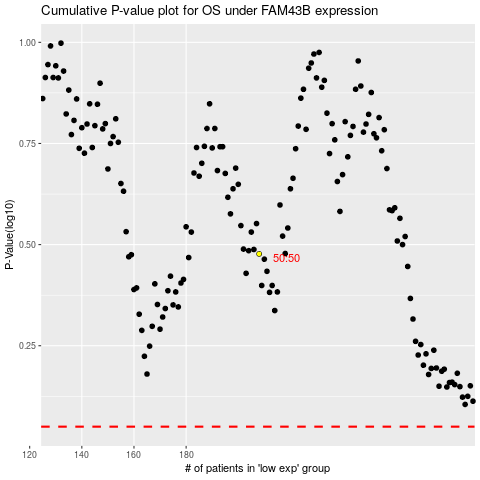 Cumulative P-value plot for OS under FAM43B expression
P-Value(log10)
1.00
0.75
0.50
0.25
50:50
120 140 160 180
# of patients in 'low exp' group